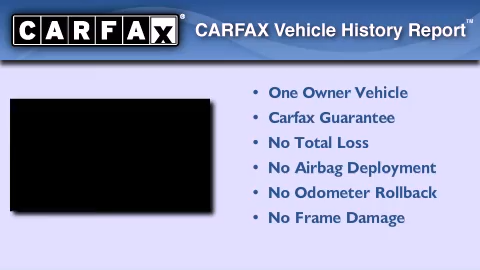 CARFAX® CARFAX Vehicle History Report™
• One Owner Vehicle
• Carfax Guarantee
• No Total Loss
• No Airbag Deployment
• No Odometer Rollback
• No Frame Damage